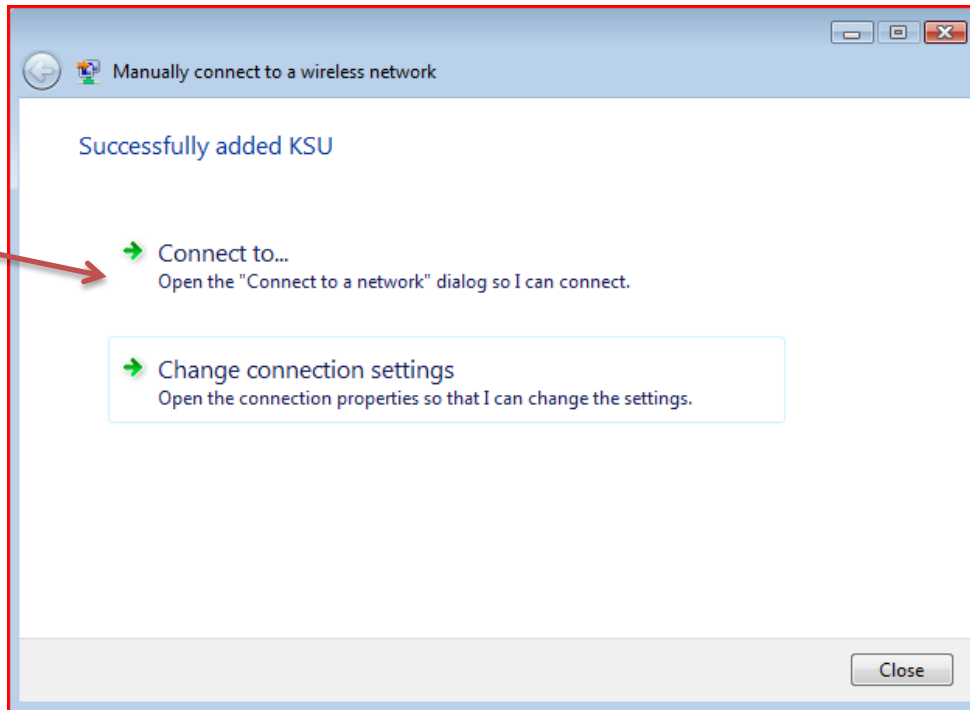 Manually connect to a wireless network
Successfully added KSU
Connect to...
Open the "Connect to a network" dialog so I can connect.
Change connection settings
Open the connection properties so that I can change the settings.
Close